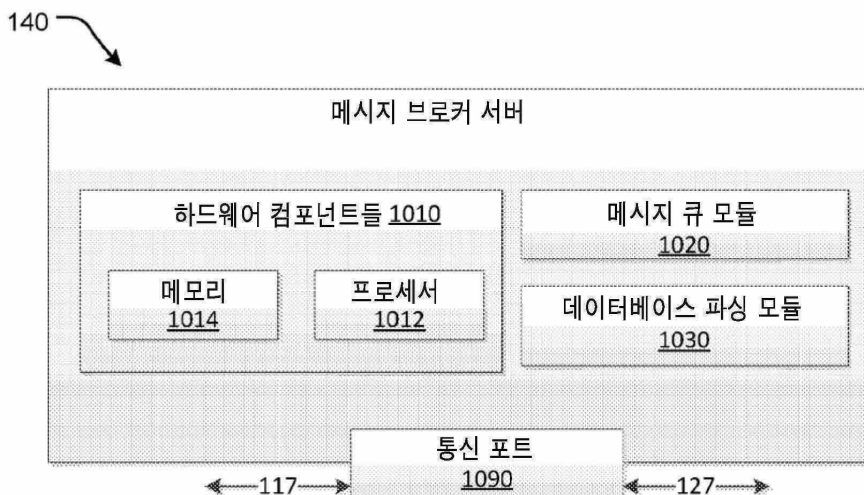 140
메시지 브로커 서버
하드웨어 컴포넌트들 1010
메모리
1014
프로세서
1012
메시지 큐 모듈
1020
데이터베이스 파싱 모듈
1030
통신 포트
1090
117
127